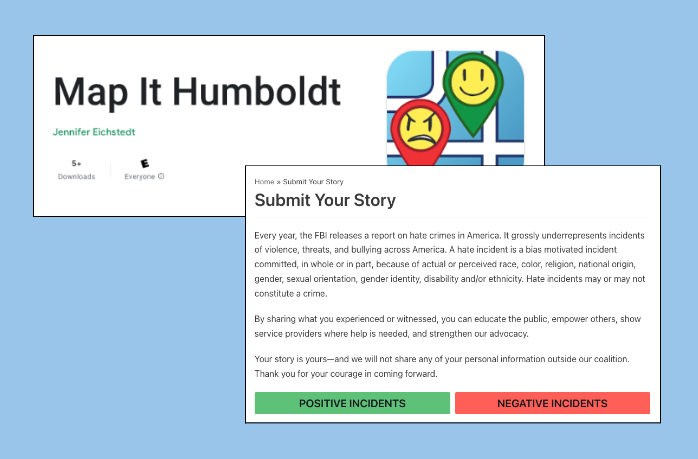 Map It Humboldt
Jennifer Eichstedt
5+
Downloads
E
Everyone
Home » Submit Your Story
Submit Your Story
Every year, the FBI releases a report on hate crimes in America. It grossly underrepresents incidents
of violence, threats, and bullying across America. A hate incident is a bias motivated incident
committed, in whole or in part, because of actual or perceived race, color, religion, national origin,
gender, sexual orientation, gender identity, disability and/or ethnicity. Hate incidents may or may not
constitute a crime.
By sharing what you experienced or witnessed, you can educate the public, empower others, show
service providers where help is needed, and strengthen our advocacy.
Your story is yours—and we will not share any of your personal information outside our coalition.
Thank you for your courage in coming forward.
POSITIVE INCIDENTS
NEGATIVE INCIDENTS